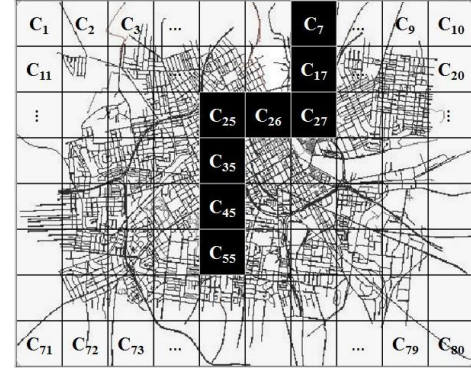 C1 C2 C3 ... C7 ... C9 C10
C11 ... C17 C20
⋮ C25 C26 C27 ⋮
C35
C45
C55
C71 C72 C73 ... ... C79 C80